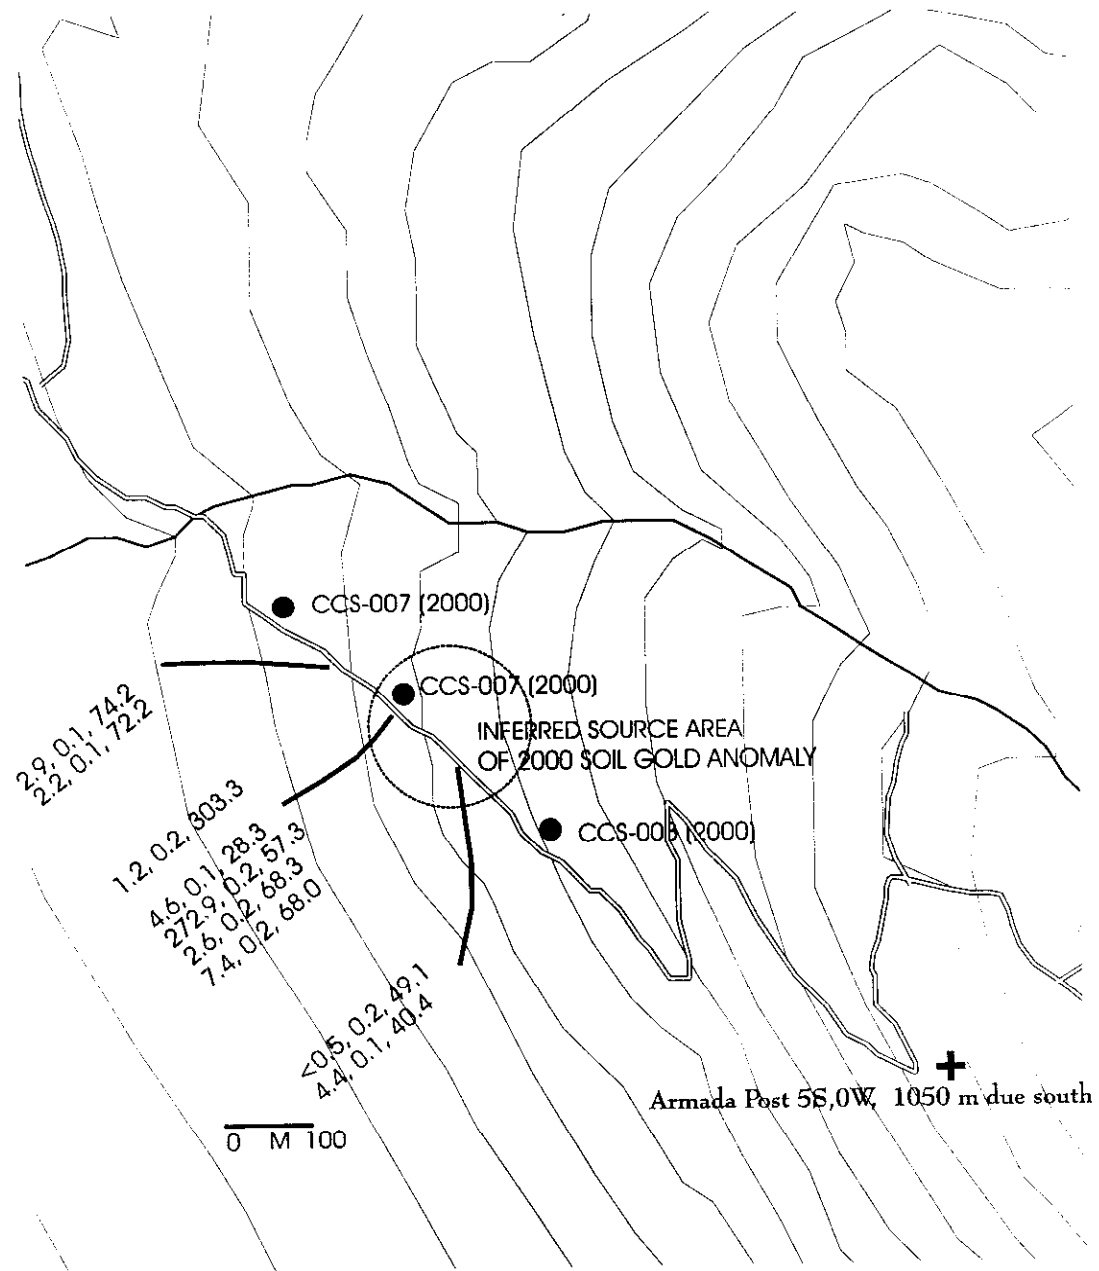 CCS-007 (2000)
CCS-007 (2000)
INFERRED SOURCE AREA
OF 2000 SOIL GOLD ANOMALY
CCS-008 (2000)
2.9, 0.1, 74.2
2.2, 0.1, 72.2
1.2, 0.2, 303.3
4.6, 0.1, 28.3
272.9, 0.2, 57.3
2.6, 0.2, 68.3
7.4, 0.2, 68.0
<0.5, 0.2, 49.1
4.4, 0.1, 40.4
Armada Post 5S,0W, 1050 m due south
0 M 100